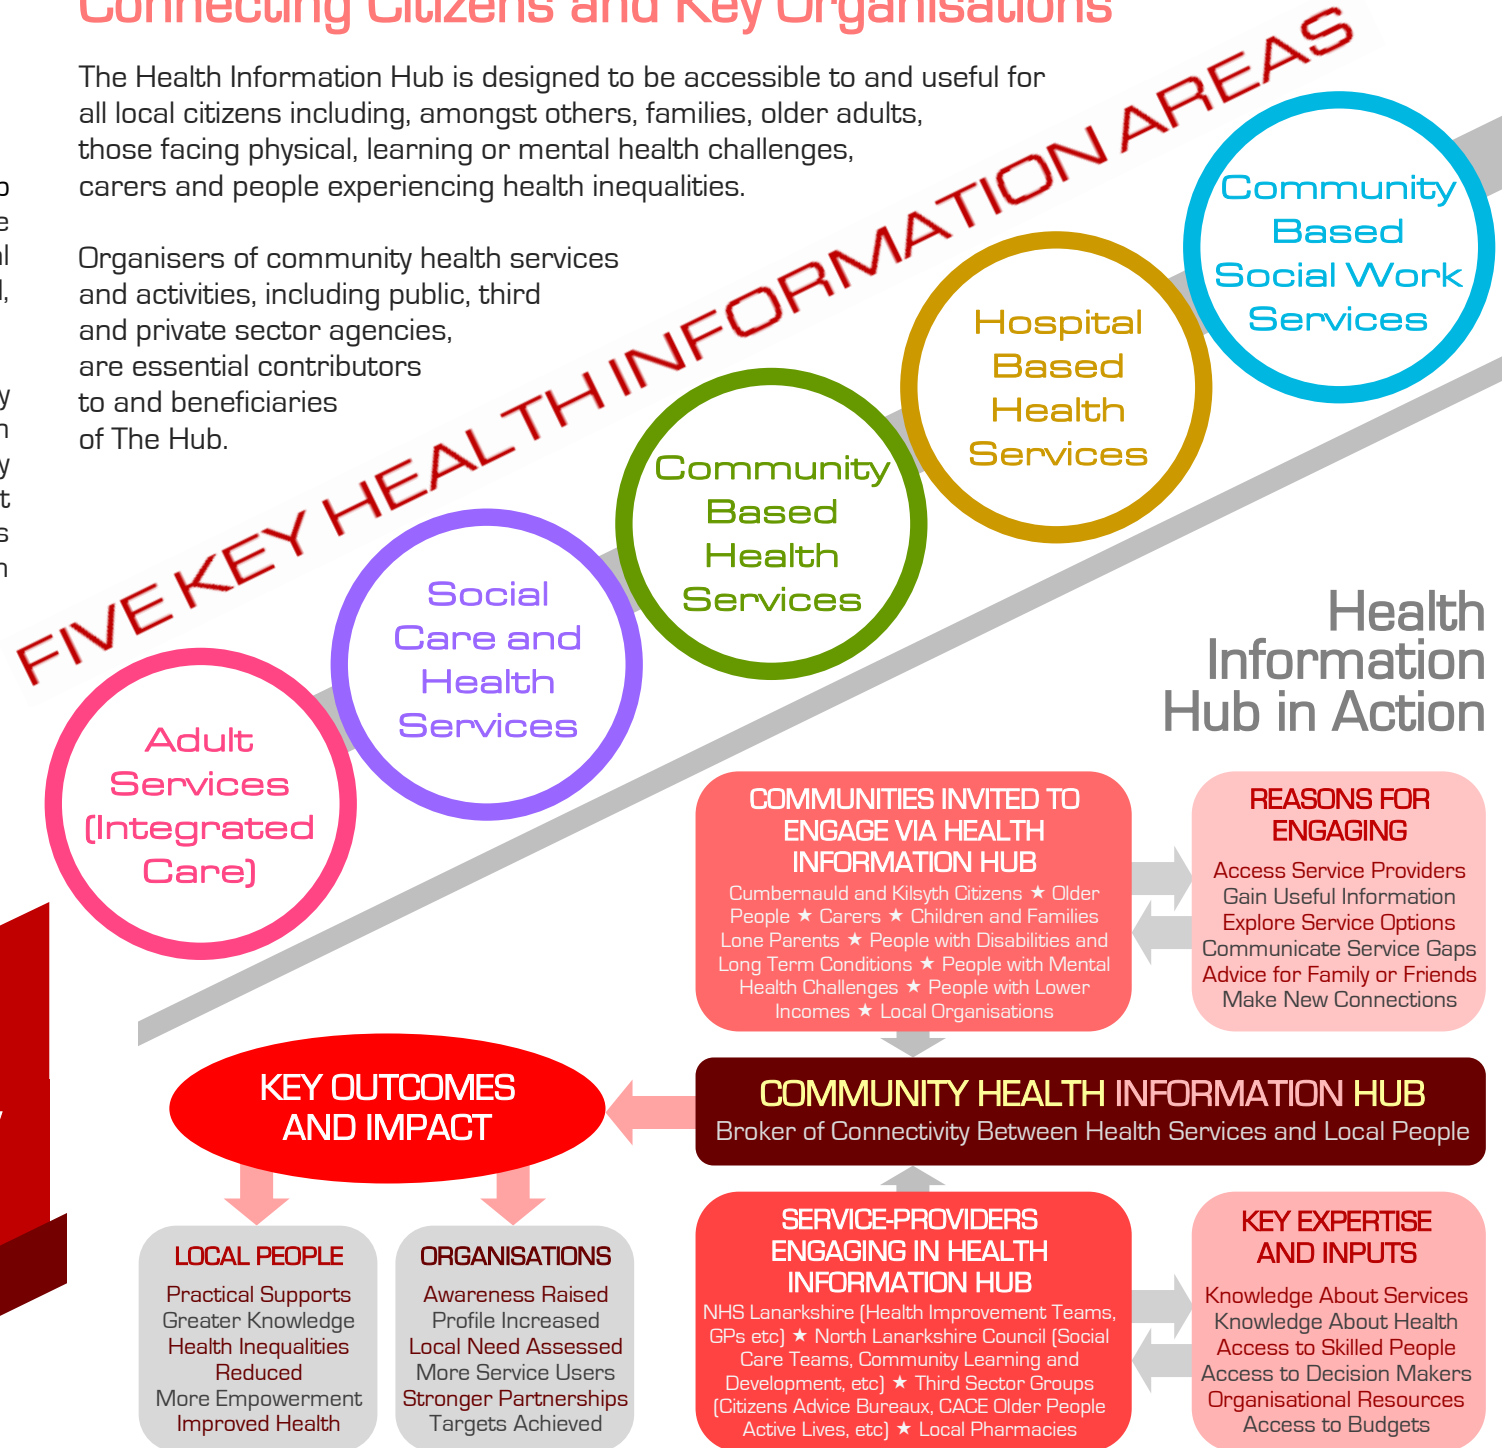 Connecting Citizens and Key Organisations
The Health Information Hub is designed to be accessible to and useful for
all local citizens including, amongst others, families, older adults,
those facing physical, learning or mental health challenges,
carers and people experiencing health inequalities.
Organisers of community health services
and activities, including public, third
and private sector agencies,
are essential contributors
to and beneficiaries
of The Hub.
FIVE KEY HEALTH INFORMATION AREAS
Adult
Services
(Integrated
Care)
Social
Care and
Health
Services
Community
Based
Health
Services
Hospital
Based
Health
Services
Community
Based
Social Work
Services
Health
Information
Hub in Action
COMMUNITIES INVITED TO
ENGAGE VIA HEALTH
INFORMATION HUB
Cumbernauld and Kilsyth Citizens ★ Older
People ★ Carers ★ Children and Families
Lone Parents ★ People with Disabilities and
Long Term Conditions ★ People with Mental
Health Challenges ★ People with Lower
Incomes ★ Local Organisations
REASONS FOR
ENGAGING
Access Service Providers
Gain Useful Information
Explore Service Options
Communicate Service Gaps
Advice for Family or Friends
Make New Connections
COMMUNITY HEALTH INFORMATION HUB
Broker of Connectivity Between Health Services and Local People
KEY OUTCOMES
AND IMPACT
LOCAL PEOPLE
Practical Supports
Greater Knowledge
Health Inequalities
Reduced
More Empowerment
Improved Health
ORGANISATIONS
Awareness Raised
Profile Increased
Local Need Assessed
More Service Users
Stronger Partnerships
Targets Achieved
SERVICE-PROVIDERS
ENGAGING IN HEALTH
INFORMATION HUB
NHS Lanarkshire (Health Improvement Teams,
GPs etc) ★ North Lanarkshire Council (Social
Care Teams, Community Learning and
Development, etc) ★ Third Sector Groups
(Citizens Advice Bureaux, CACE Older People
Active Lives, etc) ★ Local Pharmacies
KEY EXPERTISE
AND INPUTS
Knowledge About Services
Knowledge About Health
Access to Skilled People
Access to Decision Makers
Organisational Resources
Access to Budgets